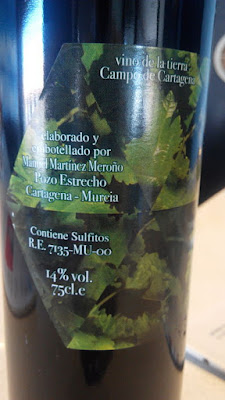 vino de la tierra
Campo de Cartagena
elaborado y
embotellado por
Manuel Martínez Meroño
Pozo Estrecho
Cartagena - Murcia
Contiene Sulfitos
R.E. 7135-MU-00
14% vol.
75cl.e